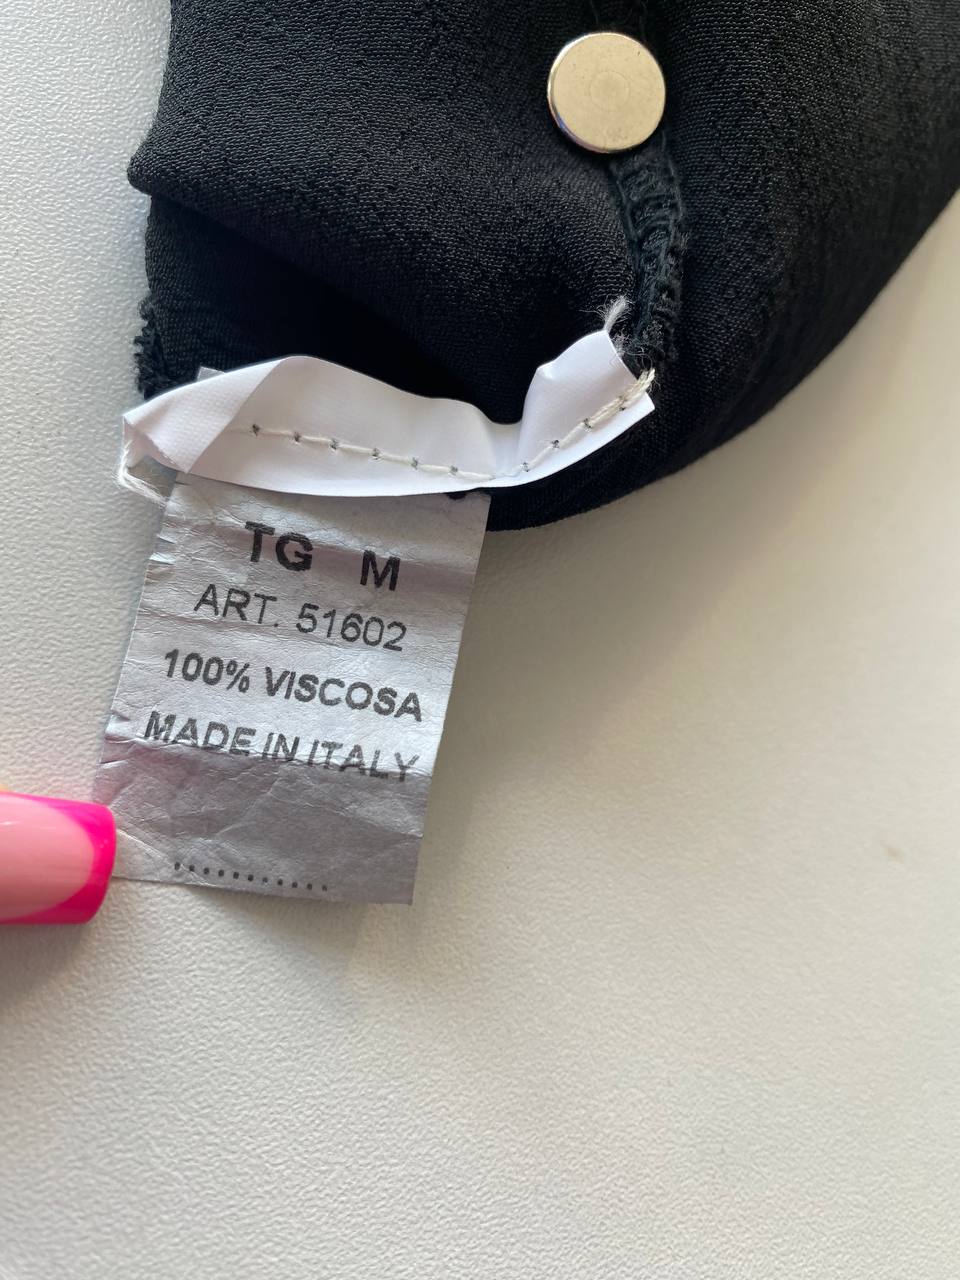 TG M
ART. 51602
100% VISCOSA
MADE IN ITALY
...........